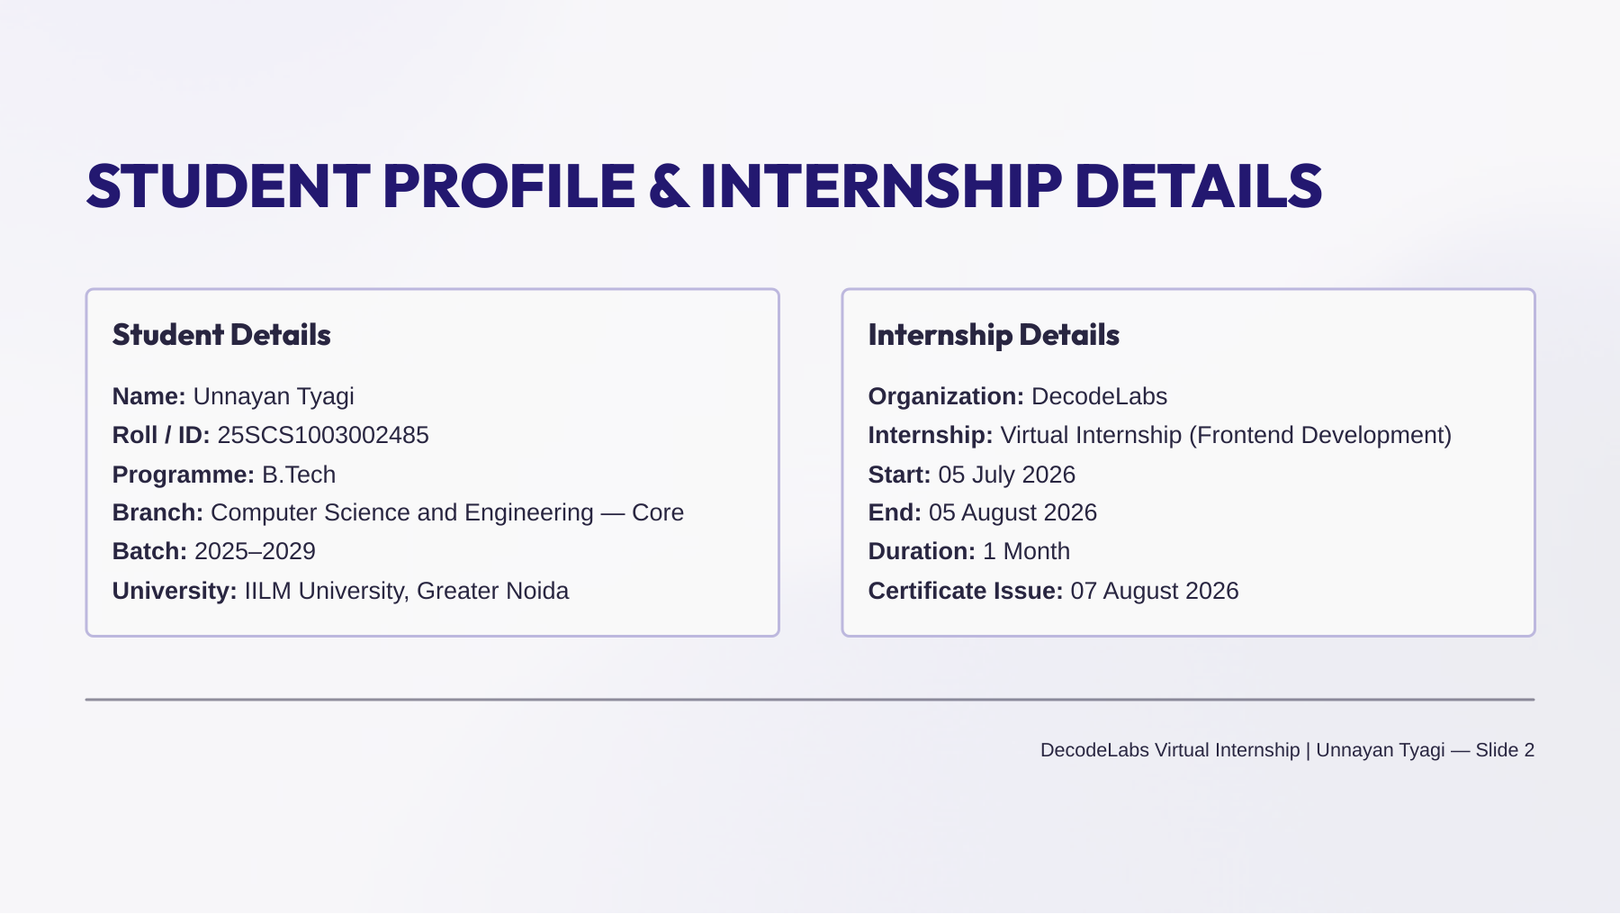 STUDENT PROFILE & INTERNSHIP DETAILS
Student Details
Name: Unnayan Tyagi
Roll / ID: 25SCS1003002485
Programme: B.Tech
Branch: Computer Science and Engineering — Core
Batch: 2025–2029
University: IILM University, Greater Noida
Internship Details
Organization: DecodeLabs
Internship: Virtual Internship (Frontend Development)
Start: 05 July 2026
End: 05 August 2026
Duration: 1 Month
Certificate Issue: 07 August 2026
DecodeLabs Virtual Internship | Unnayan Tyagi — Slide 2